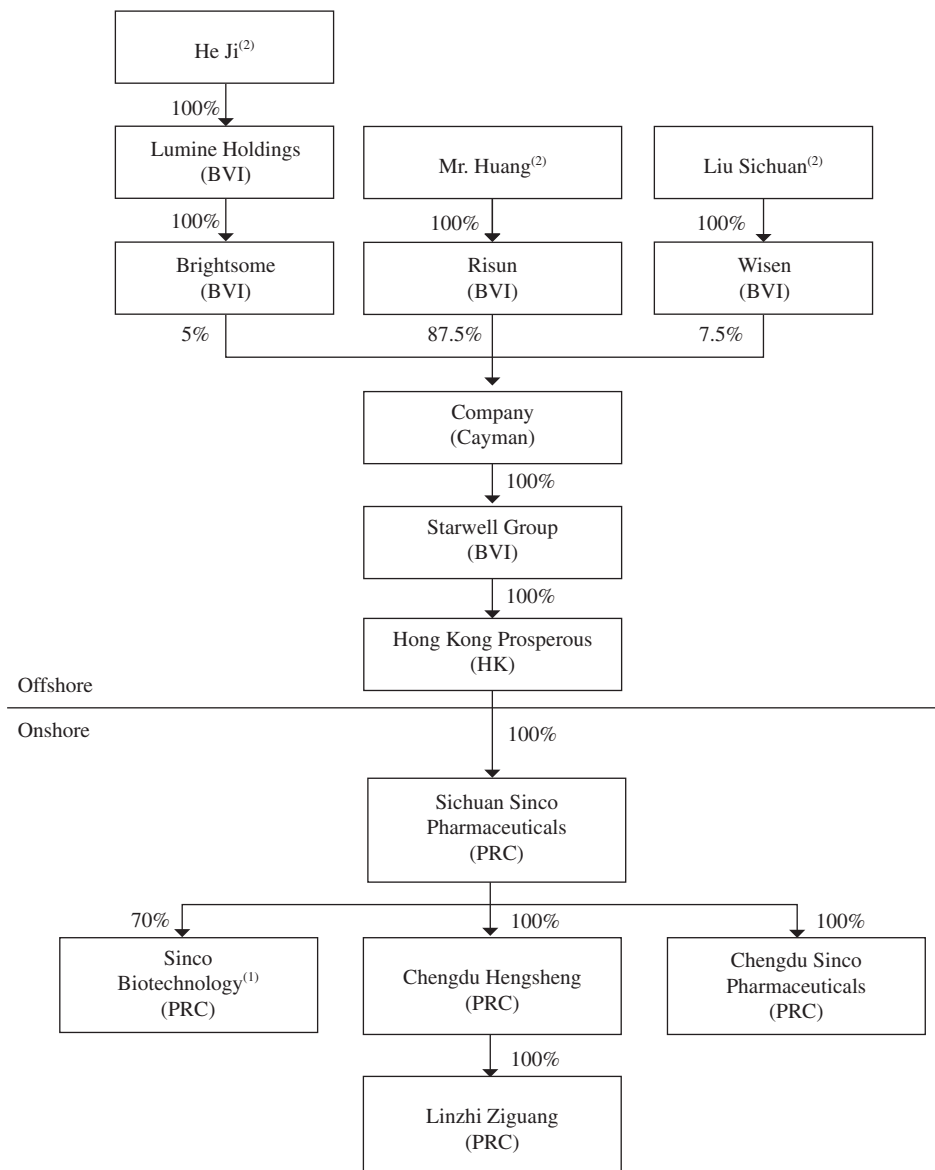 He Ji(2)
100%
Lumine Holdings
(BVI)
Mr. Huang(2)
Liu Sichuan(2)
100%
100%
100%
Brightsome
(BVI)
Risun
(BVI)
Wisen
(BVI)
5%
87.5%
7.5%
Company
(Cayman)
100%
Starwell Group
(BVI)
100%
Hong Kong Prosperous
(HK)
Offshore
Onshore
100%
Sichuan Sinco
Pharmaceuticals
(PRC)
70%
100%
100%
Sinco
Biotechnology(1)
(PRC)
Chengdu Hengsheng
(PRC)
Chengdu Sinco
Pharmaceuticals
(PRC)
100%
Linzhi Ziguang
(PRC)